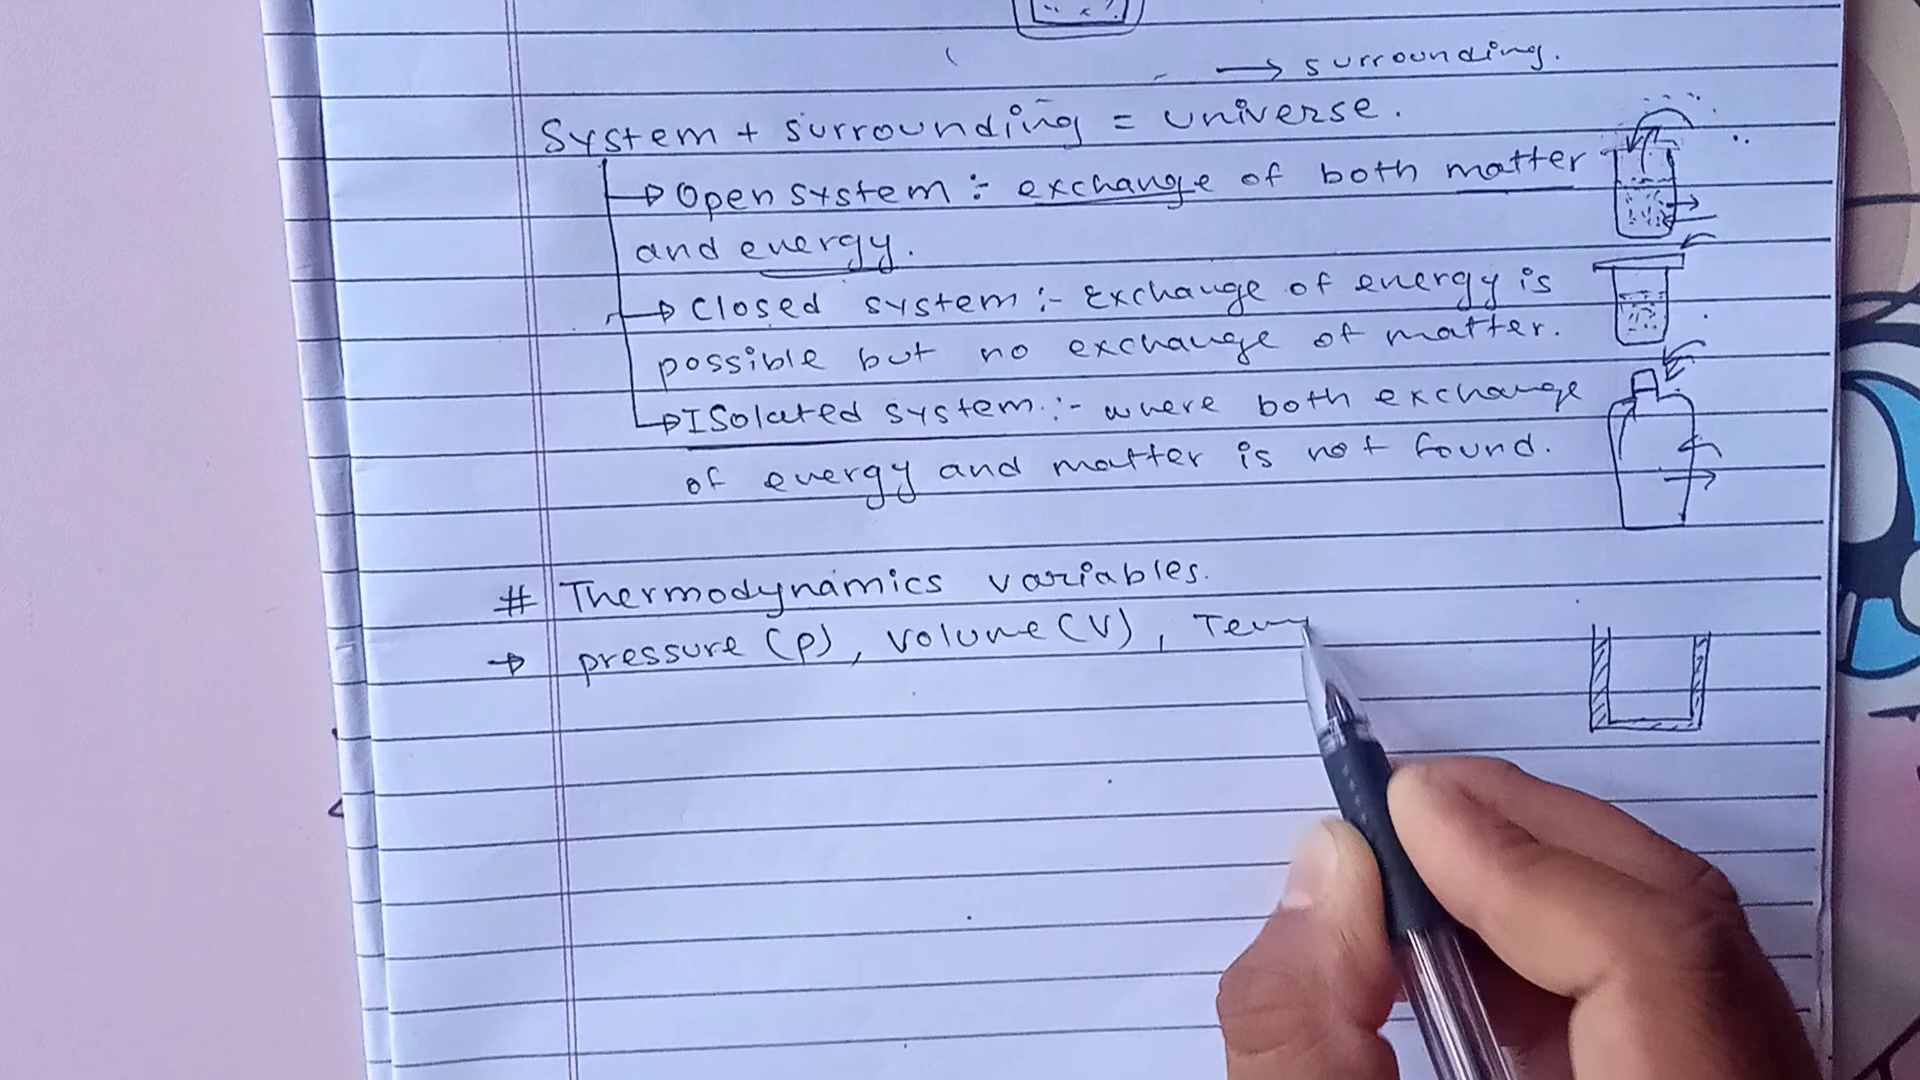 → surrounding.
System + surrounding = universe.
→ Open system :- exchange of both matter
and energy.
→ Closed system :- Exchange of energy is
possible but no exchange of matter.
→ ISolated system :- where both exchange
of energy and matter is not found.
# Thermodynamics variables.
→ pressure (P), volume (V), Tem